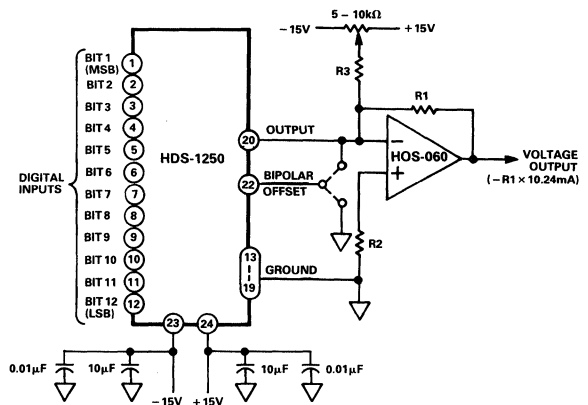 5 – 10kΩ
– 15V
+ 15V
R3
R1
BIT 1
(MSB)
1
BIT 2
2
BIT 3
3
BIT 4
4
BIT 5
5
BIT 6
6
BIT 7
7
BIT 8
8
BIT 9
9
BIT 10
10
BIT 11
11
BIT 12
(LSB)
12
DIGITAL
INPUTS
HDS-1250
20
OUTPUT
22
BIPOLAR
OFFSET
–
HOS-060
+
VOLTAGE
OUTPUT
(– R1 × 10.24mA)
R2
13
19
GROUND
23
24
0.01μF
10μF
10μF
0.01μF
– 15V
+ 15V